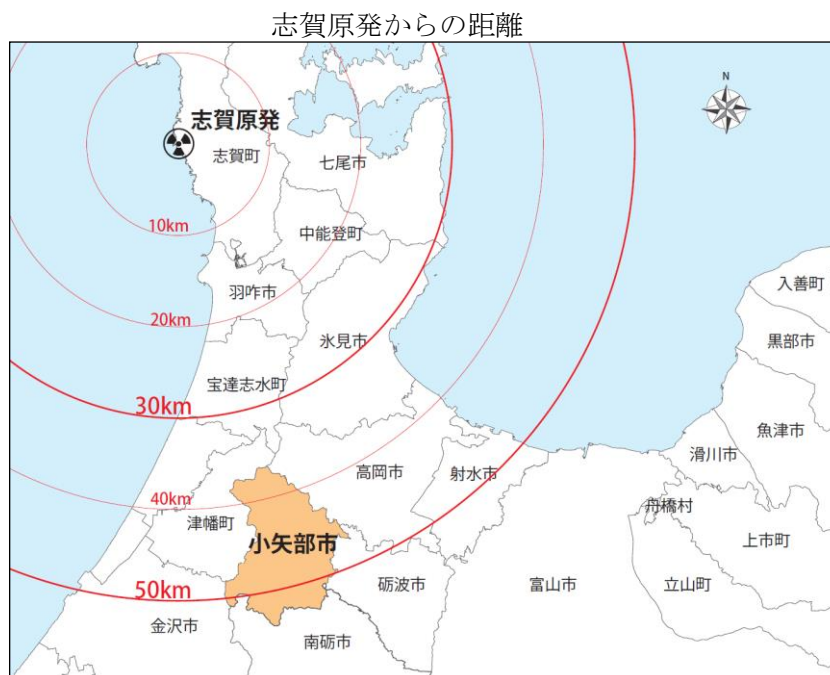 志賀原発からの距離
N
志賀原発
志賀町
七尾市
10km
中能登町
入善町
羽咋市
20km
氷見市
黒部市
宝達志水町
30km
魚津市
滑川市
高岡市
射水市
40km
舟橋村
津幡町
小矢部市
上市町
50km
砺波市
富山市
立山町
金沢市
南砺市